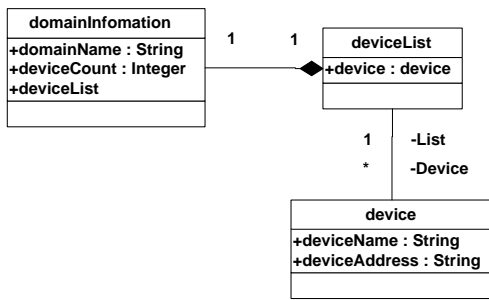 domainInfomation
+domainName : String
+deviceCount : Integer
+deviceList
1 1
deviceList
+device : device
1 -List
* -Device
device
+deviceName : String
+deviceAddress : String